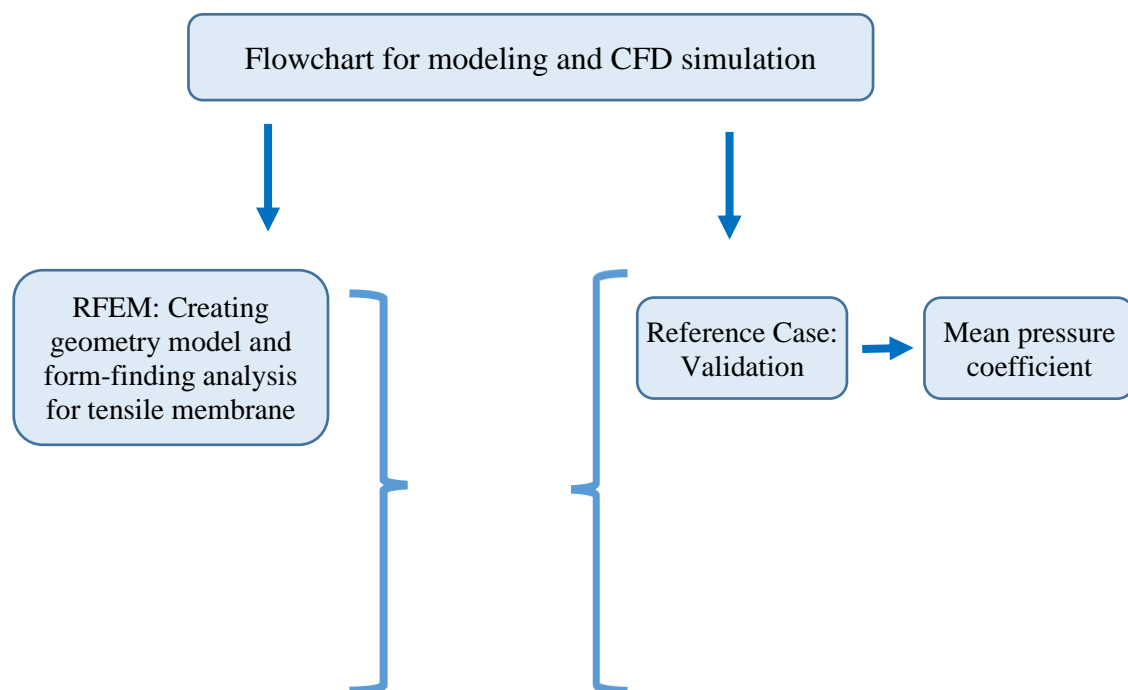 Flowchart for modeling and CFD simulation
RFEM: Creating
geometry model and
form-finding analysis
for tensile membrane
Reference Case:
Validation
Mean pressure
coefficient